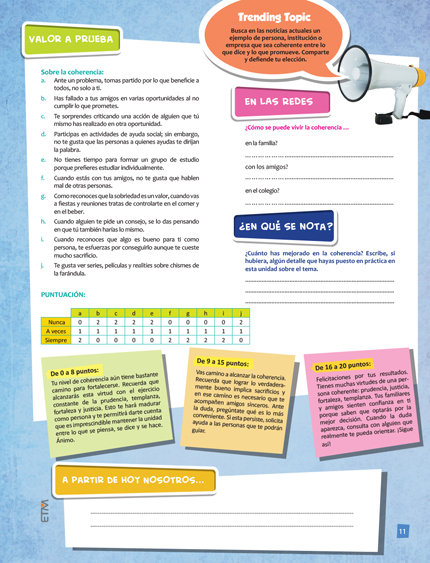 VALOR A PRUEBA
Sobre la coherencia:
a. Ante un problema, tomas partido por lo que beneficie a
todos, no solo a ti.
b. Has fallado a tus amigos en varias oportunidades al no
cumplir lo que prometes.
c. Te sorprendes criticando una acción de alguien que tú
mismo has realizado en otra oportunidad.
d. Participas en actividades de ayuda social; sin embargo,
no te gusta que las personas a quienes ayudas te dirijan
la palabra.
e. No tienes tiempo para formar un grupo de estudio
porque prefieres estudiar individualmente.
f. Cuando estás con tus amigos, no te gusta que hablen
mal de otras personas.
g. Como reconoces que la sobriedad es un valor, cuando vas
a fiestas y reuniones tratas de controlarte en el comer y
en el beber.
h. Cuando alguien te pide un consejo, se lo das pensando
en que tú también harías lo mismo.
i. Cuando reconoces que algo es bueno para ti como
persona, te esfuerzas por conseguirlo aunque te cueste
mucho sacrificio.
j. Te gusta ver series, películas y realities sobre chismes de
la farándula.
PUNTUACIÓN:
a b c d e f g h i j
Nunca 0 2 2 2 2 0 0 0 0 2
A veces 1 1 1 1 1 1 1 1 1 1
Siempre 2 0 0 0 0 2 2 2 2 0
Trending Topic
Busca en las noticias actuales un
ejemplo de persona, institución o
empresa que sea coherente entre lo
que dice y lo que promueve. Comparte
y defiende tu elección.
EN LAS REDES
¿Cómo se puede vivir la coherencia ...
en la familia?
con los amigos?
en el colegio?
¿EN QUÉ SE NOTA?
¿Cuánto has mejorado en la coherencia? Escribe, si
hubiera, algún detalle que hayas puesto en práctica en
esta unidad sobre el tema.
De 0 a 8 puntos:
Tu nivel de coherencia aún tiene bastante
camino para fortalecerse. Recuerda que
alcanzarás esta virtud con el ejercicio
constante de la prudencia, templanza,
fortaleza y justicia. Esto te hará madurar
como persona y te permitirá darte cuenta
que es imprescindible mantener la unidad
entre lo que se piensa, se dice y se hace.
Ánimo.
De 9 a 15 puntos:
Vas camino a alcanzar la coherencia.
Recuerda que lograr lo verdadera-
mente bueno implica sacrificios y
en ese camino es necesario que te
acompañen amigos sinceros. Ante
la duda, pregúntate qué es lo más
conveniente. Si esta persiste, solicita
ayuda a las personas que te podrán
guiar.
De 16 a 20 puntos:
Felicitaciones por tus resultados.
Tienes muchas virtudes de una per-
sona coherente: prudencia, justicia,
fortaleza, templanza. Tus familiares
y amigos sienten confianza en ti
porque saben que optarás por la
mejor decisión. Cuando la duda
aparezca, consulta con alguien que
realmente te pueda orientar. ¡Sigue
así!
A PARTIR DE HOY NOSOTROS...
11